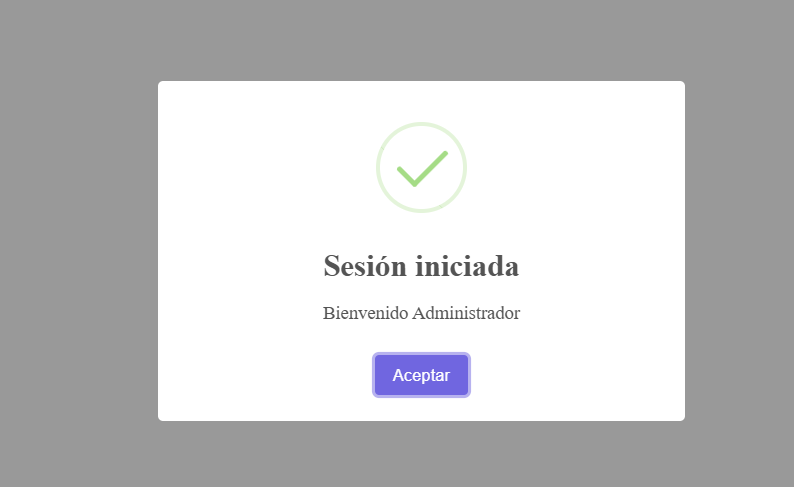 Sesión iniciada
Bienvenido Administrador
Aceptar